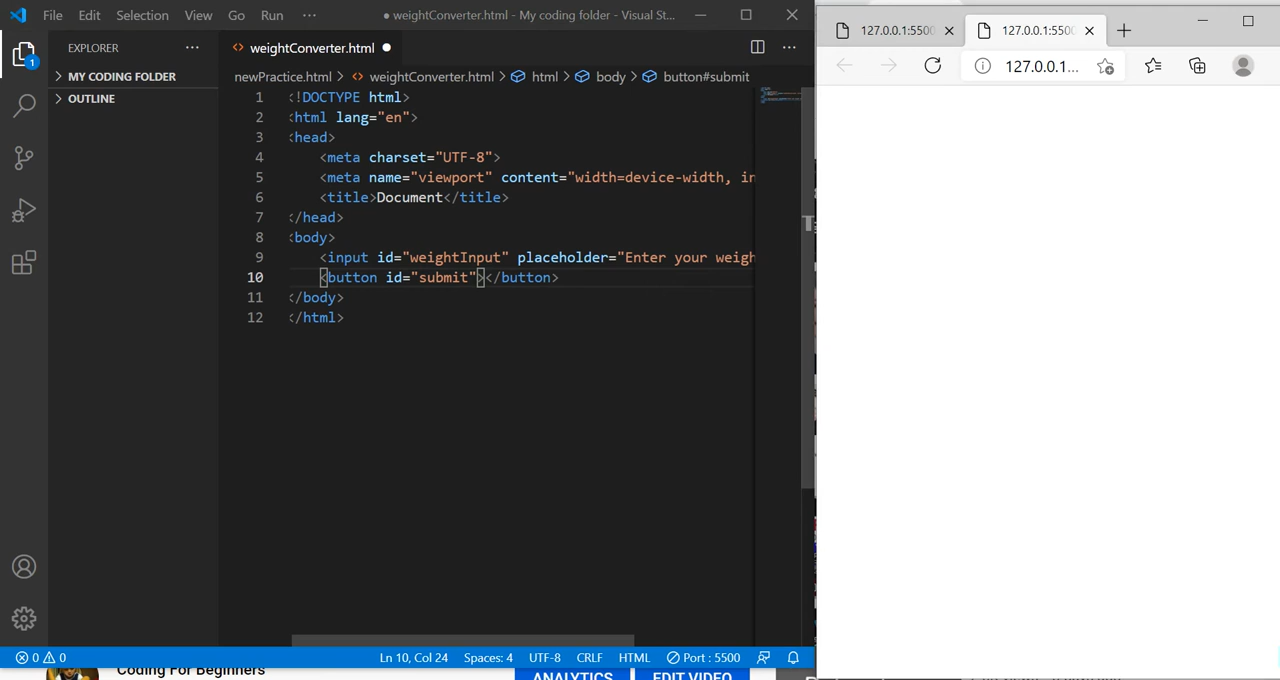 File Edit Selection View Go Run ··· ● weightConverter.html - My coding folder - Visual St...
EXPLORER ···
MY CODING FOLDER
OUTLINE
1
<> weightConverter.html ● ···
newPractice.html > <> weightConverter.html > html > body > button#submit
1 <!DOCTYPE html>
2 <html lang="en">
3 <head>
4 <meta charset="UTF-8">
5 <meta name="viewport" content="width=device-width, in
6 <title>Document</title>
7 </head>
8 <body>
9 <input id="weightInput" placeholder="Enter your weigh
10 <button id="submit"></button>
11 </body>
12 </html>
0 0 Ln 10, Col 24 Spaces: 4 UTF-8 CRLF HTML Port : 5500
Coding For Beginners ANALYTICS EDIT VIDEO
127.0.0.1:5500 127.0.0.1:5500
127.0.0.1...